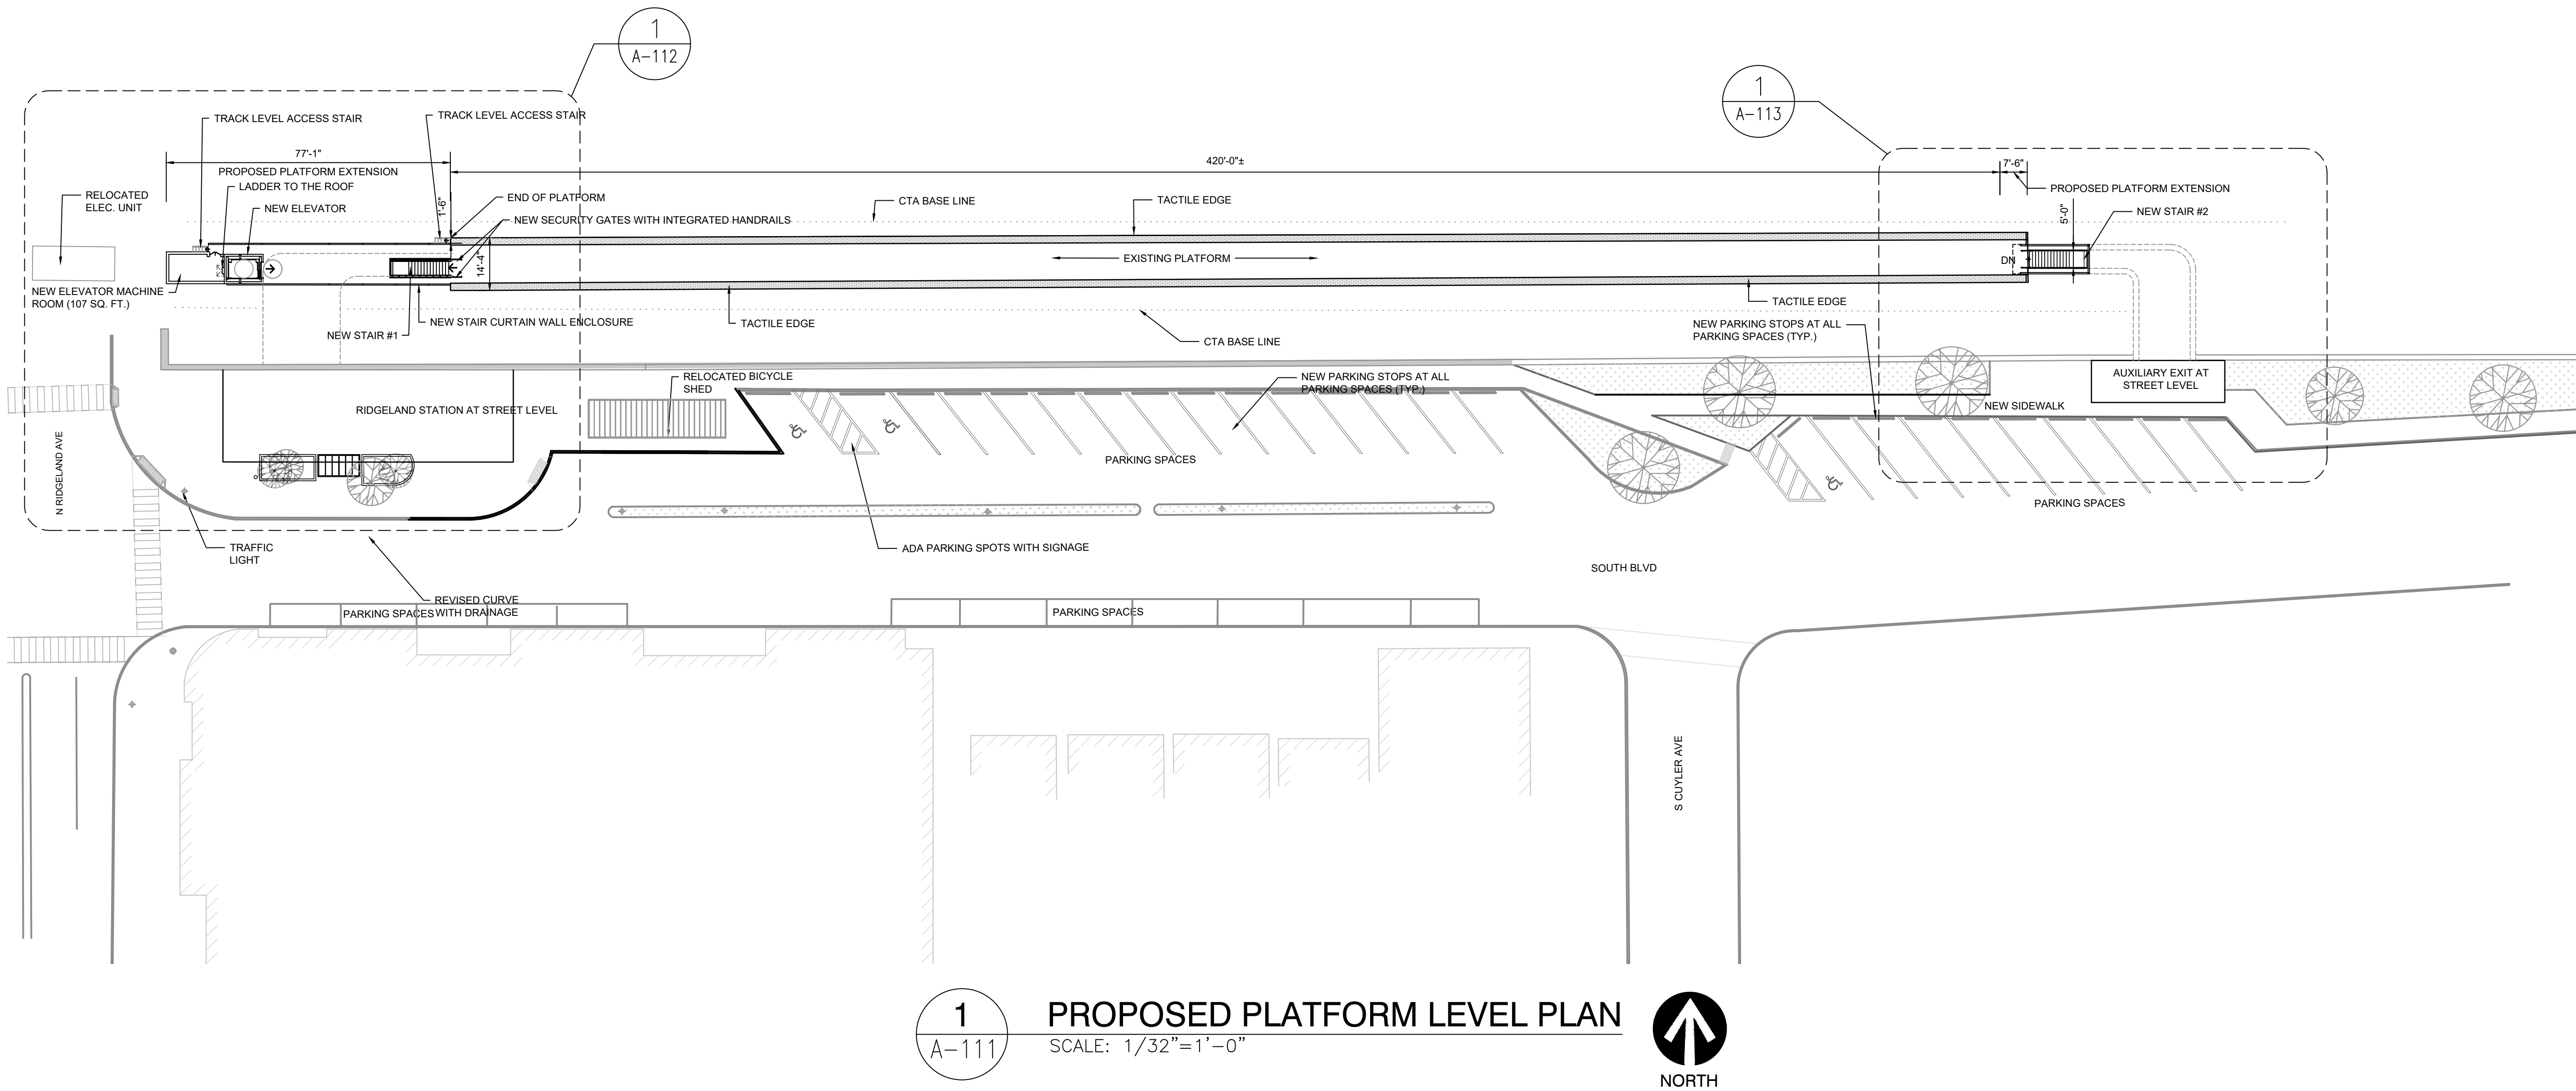 1
A-112
1
A-113
TRACK LEVEL ACCESS STAIR
TRACK LEVEL ACCESS STAIR
77'-1"
420'-0"±
7'-6"
PROPOSED PLATFORM EXTENSION
LADDER TO THE ROOF
PROPOSED PLATFORM EXTENSION
RELOCATED
ELEC. UNIT
NEW ELEVATOR
1'-6"
END OF PLATFORM
CTA BASE LINE
TACTILE EDGE
NEW SECURITY GATES WITH INTEGRATED HANDRAILS
5'-0"
NEW STAIR #2
14'-4"
EXISTING PLATFORM
DN
NEW ELEVATOR MACHINE
ROOM (107 SQ. FT.)
NEW STAIR #1
NEW STAIR CURTAIN WALL ENCLOSURE
TACTILE EDGE
TACTILE EDGE
CTA BASE LINE
NEW PARKING STOPS AT ALL
PARKING SPACES (TYP.)
RELOCATED BICYCLE
SHED
NEW PARKING STOPS AT ALL
PARKING SPACES (TYP.)
AUXILIARY EXIT AT
STREET LEVEL
RIDGELAND STATION AT STREET LEVEL
NEW SIDEWALK
N RIDGELAND AVE
PARKING SPACES
PARKING SPACES
TRAFFIC
LIGHT
ADA PARKING SPOTS WITH SIGNAGE
SOUTH BLVD
REVISED CURVE
WITH DRAINAGE
PARKING SPACES
PARKING SPACES
S CUYLER AVE
1
A-111
PROPOSED PLATFORM LEVEL PLAN
SCALE: 1/32"=1'-0"
NORTH